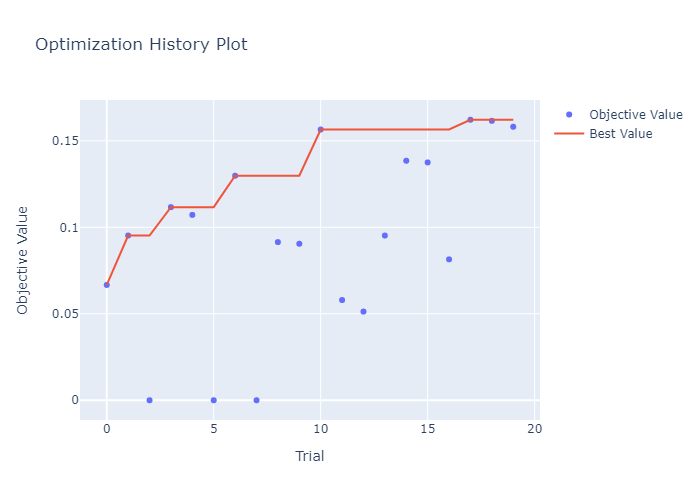 Optimization History Plot
Objective Value
Best Value
0.15
0.1
0.05
0
Objective Value
0
5
10
15
20
Trial